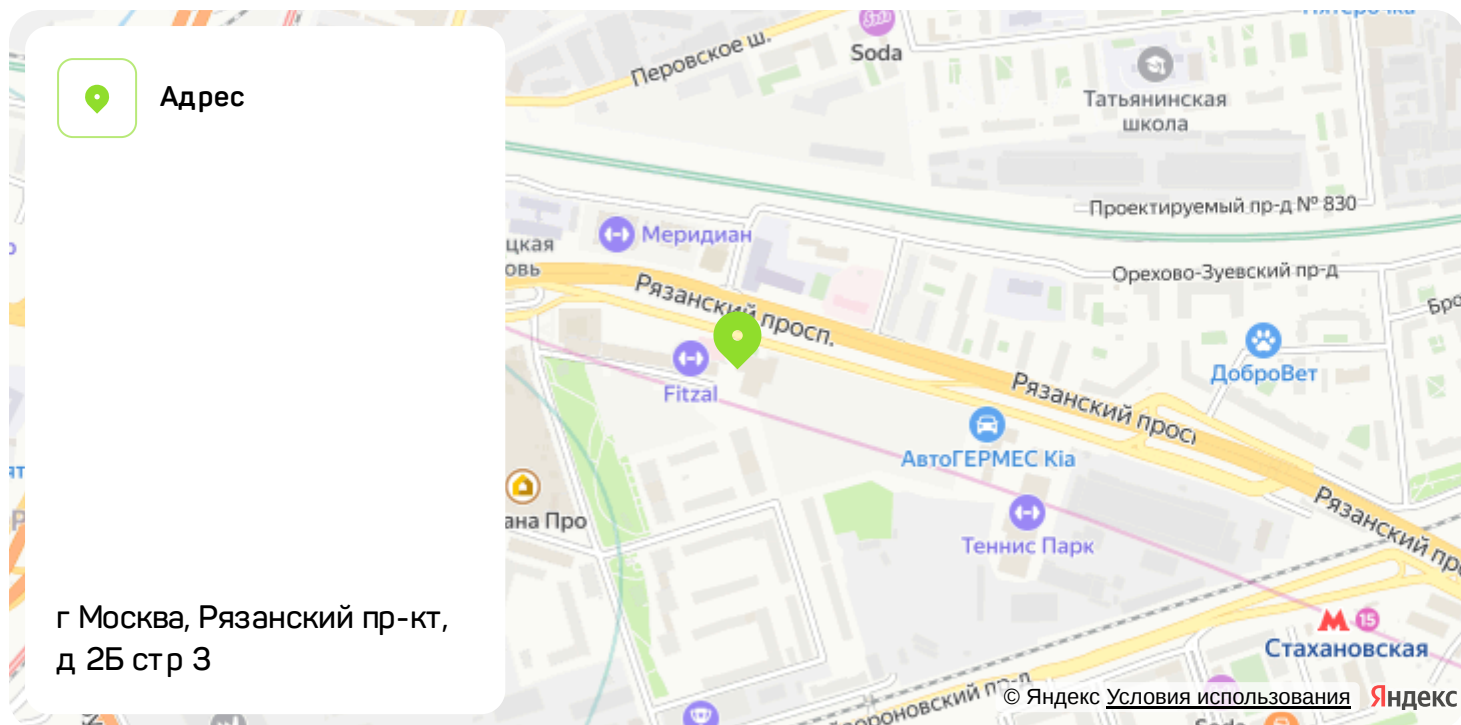 Адрес
г Москва, Рязанский пр-кт,
д 2Б стр 3
Перовское ш.
Soda
Татьянинская
школа
Проектируемый пр-д № 830
Меридиан
Орехово-Зуевский пр-д
Рязанский просп.
ДоброВет
Fitzal
Рязанский просп
АвтоГЕРМЕС Kia
ана Про
Теннис Парк
Рязанский пр
15
Стахановская
© Яндекс Условия использования Яндекс